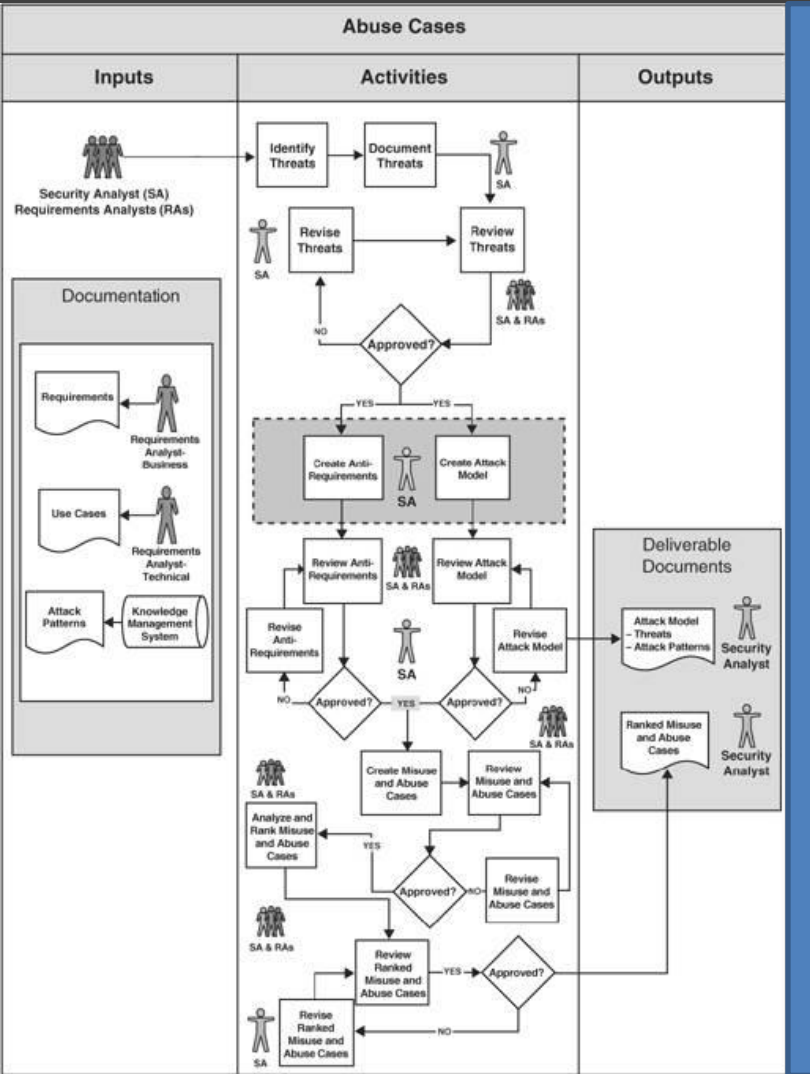 Abuse Cases
Inputs
Activities
Outputs
Security Analyst (SA)
Requirements Analysts (RAs)
Identify
Threats
Document
Threats
SA
SA
Revise
Threats
Review
Threats
SA & RAs
NO
Approved?
YES
YES
Documentation
Requirements
Requirements
Analyst-
Business
Use Cases
Requirements
Analyst-
Technical
Attack
Patterns
Knowledge
Management
System
Create Anti-
Requirements
SA
Create Attack
Model
Review Anti-
Requirements
SA & RAs
Review Attack
Model
Revise
Anti-
Requirements
SA
Revise
Attack Model
NO
Approved?
YES
Approved?
NO
SA & RAs
Create Misuse
and Abuse
Cases
Review
Misuse and
Abuse Cases
SA & RAs
Analyze and
Rank Misuse
and Abuse
Cases
YES
Approved?
NO
Revise
Misuse and
Abuse Cases
SA & RAs
Review
Ranked
Misuse and
Abuse Cases
YES
Approved?
Revise
Ranked
Misuse and
Abuse Cases
NO
SA
Deliverable
Documents
Attack Model
– Threats
– Attack Patterns
Security
Analyst
Ranked Misuse
and Abuse
Cases
Security
Analyst